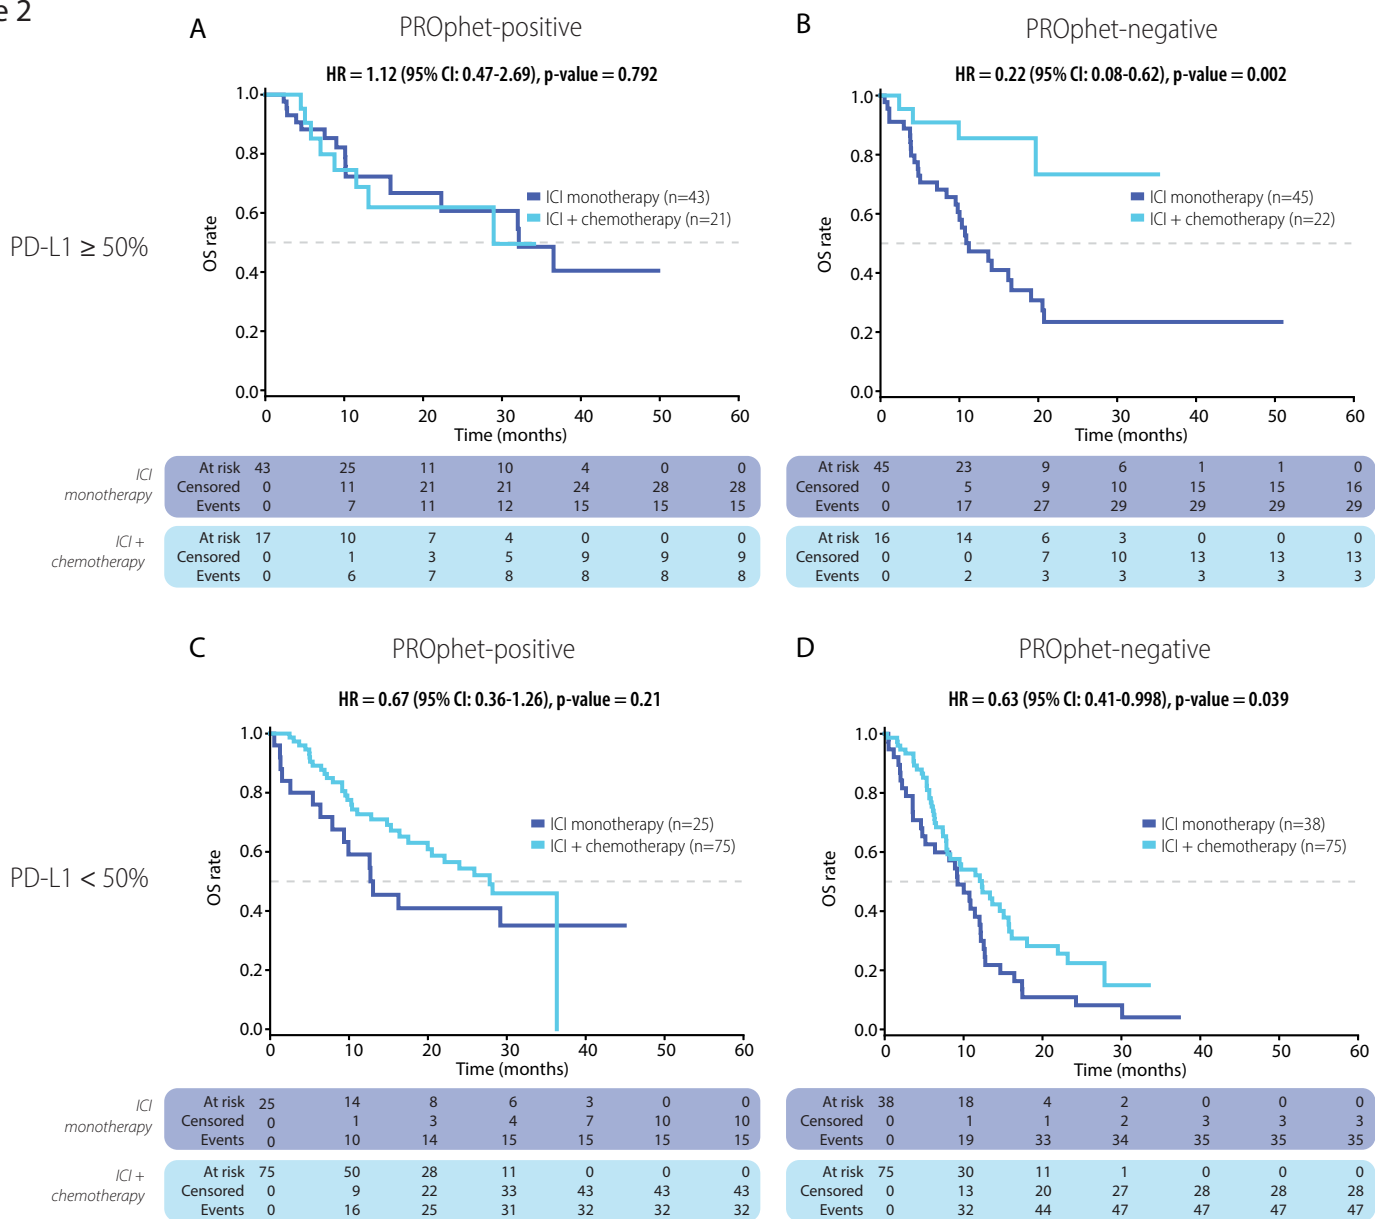 e 2
A
PROphet-positive
HR = 1.12 (95% CI: 0.47-2.69), p-value = 0.792
PD-L1 ≥ 50%
OS rate
1.0
0.8
0.6
0.4
0.2
0.0
ICI monotherapy (n=43)
ICI + chemotherapy (n=21)
0 10 20 30 40 50 60
Time (months)
ICI monotherapy
At risk 43 25 11 10 4 0 0
Censored 0 11 21 21 24 28 28
Events 0 7 11 12 15 15 15
ICI + chemotherapy
At risk 17 10 7 4 0 0 0
Censored 0 1 3 5 9 9 9
Events 0 6 7 8 8 8 8
B
PROphet-negative
HR = 0.22 (95% CI: 0.08-0.62), p-value = 0.002
OS rate
1.0
0.8
0.6
0.4
0.2
0.0
ICI monotherapy (n=45)
ICI + chemotherapy (n=22)
0 10 20 30 40 50 60
Time (months)
At risk 45 23 9 6 1 1 0
Censored 0 5 9 10 15 15 16
Events 0 17 27 29 29 29 29
At risk 16 14 6 3 0 0 0
Censored 0 0 7 10 13 13 13
Events 0 2 3 3 3 3 3
C
PROphet-positive
HR = 0.67 (95% CI: 0.36-1.26), p-value = 0.21
PD-L1 < 50%
OS rate
1.0
0.8
0.6
0.4
0.2
0.0
ICI monotherapy (n=25)
ICI + chemotherapy (n=75)
0 10 20 30 40 50 60
Time (months)
ICI monotherapy
At risk 25 14 8 6 3 0 0
Censored 0 1 3 4 7 10 10
Events 0 10 14 15 15 15 15
ICI + chemotherapy
At risk 75 50 28 11 0 0 0
Censored 0 9 22 33 43 43 43
Events 0 16 25 31 32 32 32
D
PROphet-negative
HR = 0.63 (95% CI: 0.41-0.998), p-value = 0.039
OS rate
1.0
0.8
0.6
0.4
0.2
0.0
ICI monotherapy (n=38)
ICI + chemotherapy (n=75)
0 10 20 30 40 50 60
Time (months)
At risk 38 18 4 2 0 0 0
Censored 0 1 1 2 3 3 3
Events 0 19 33 34 35 35 35
At risk 75 30 11 1 0 0 0
Censored 0 13 20 27 28 28 28
Events 0 32 44 47 47 47 47